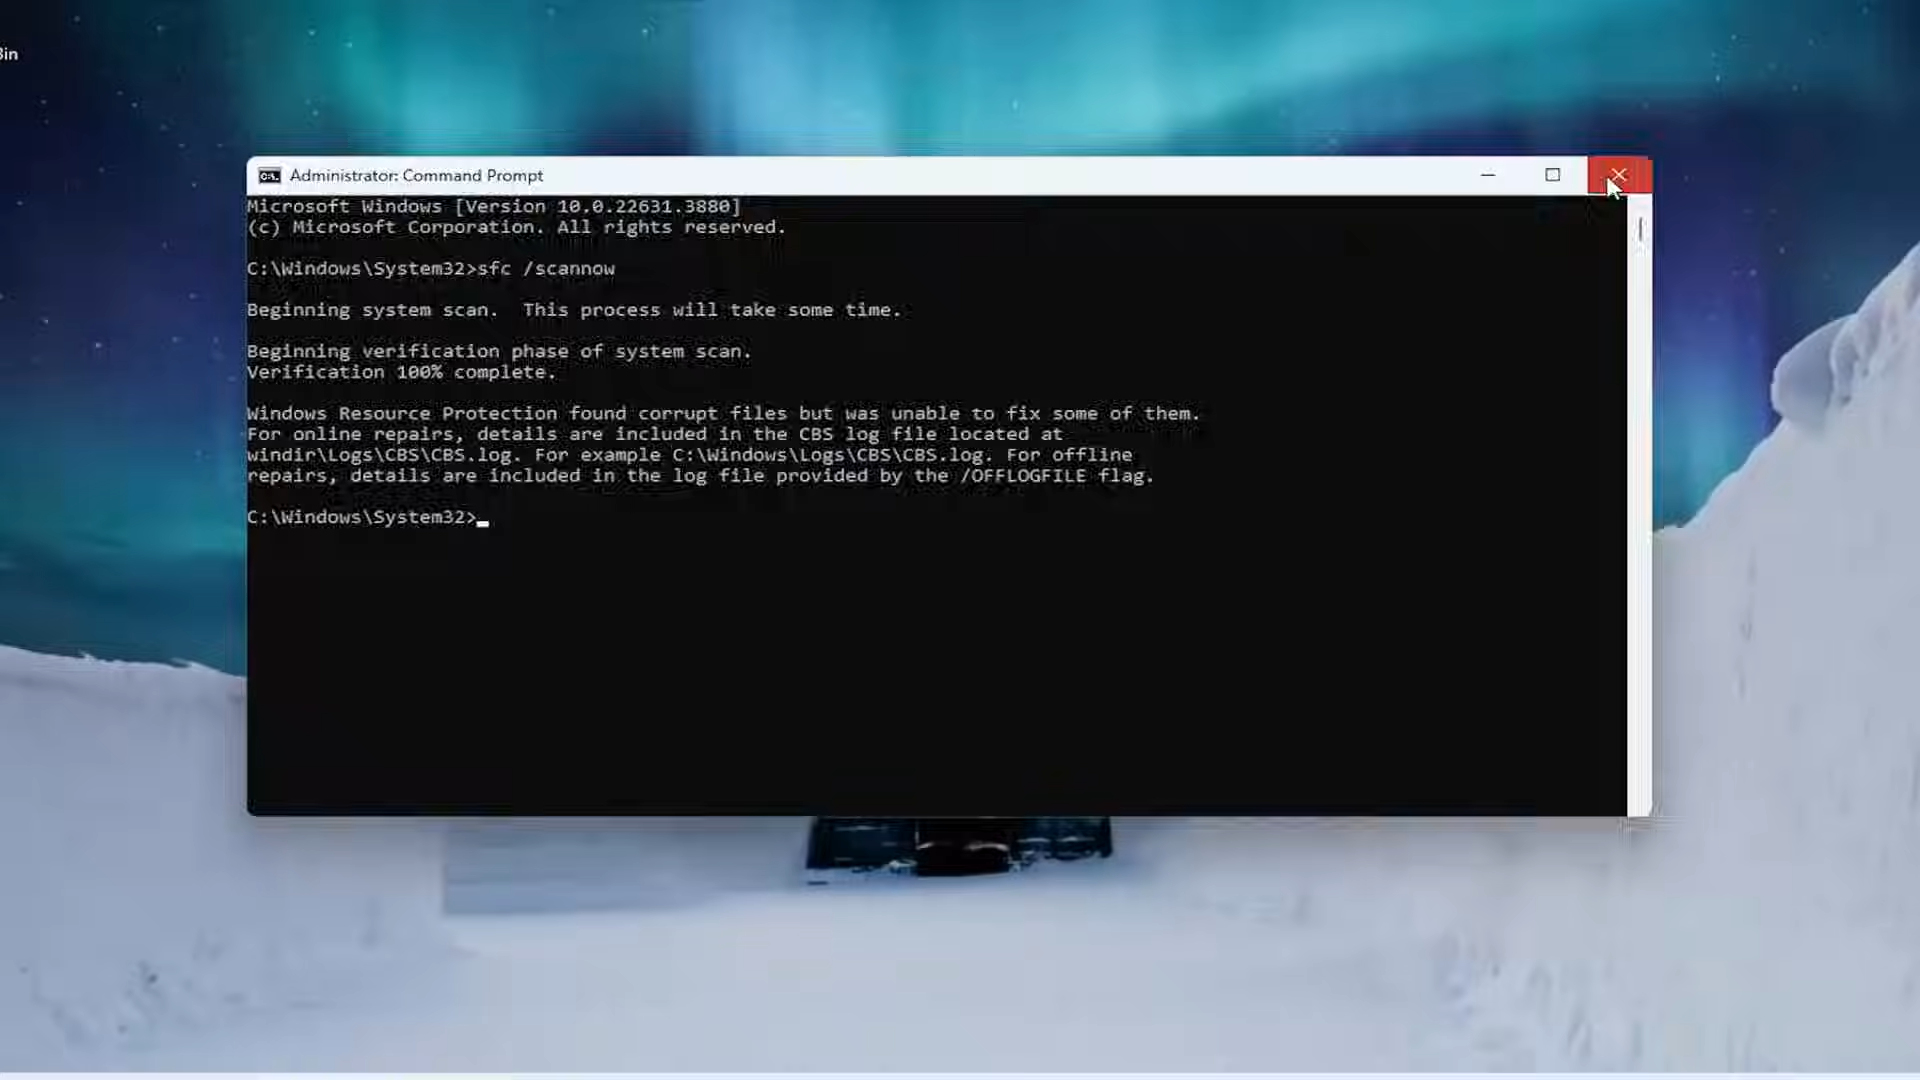 Bin
Administrator: Command Prompt
Microsoft Windows [Version 10.0.22631.3880]
(c) Microsoft Corporation. All rights reserved.
C:\Windows\System32>sfc /scannow
Beginning system scan.  This process will take some time.
Beginning verification phase of system scan.
Verification 100% complete.
Windows Resource Protection found corrupt files but was unable to fix some of them.
For online repairs, details are included in the CBS log file located at
windir\Logs\CBS\CBS.log. For example C:\Windows\Logs\CBS\CBS.log. For offline
repairs, details are included in the log file provided by the /OFFLOGFILE flag.
C:\Windows\System32>